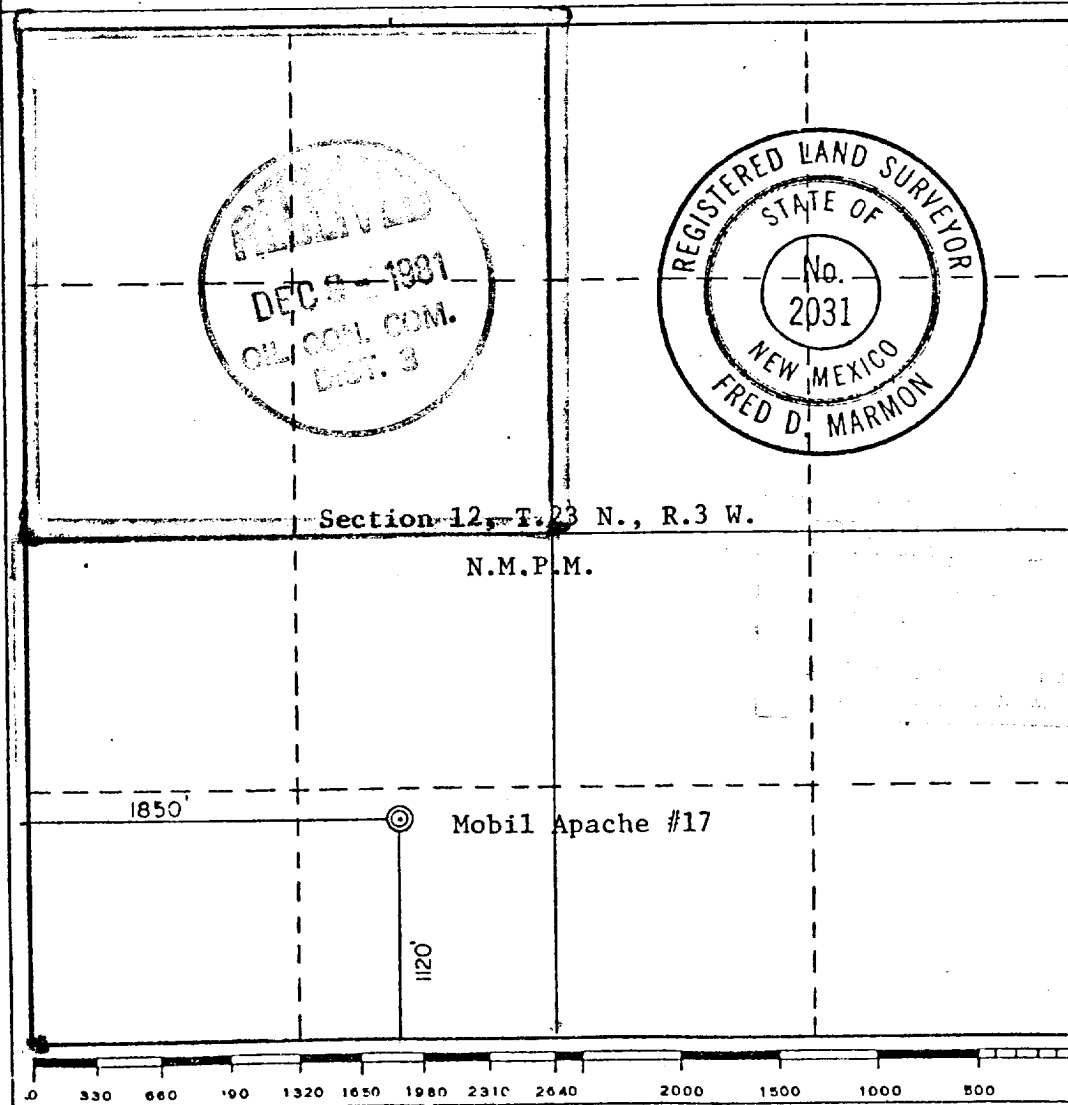 REGISTERED LAND SURVEYOR
STATE OF
No.
2031
NEW MEXICO
FRED D. MARMON
DEC 1981
OIL CON. COM.
DIST. 3
Section 12, T.23 N., R.3 W.
N.M.P.M.
1850'
Mobil Apache #17
1120'
0 330 660 90 1320 1650 1980 2310 2640 2000 1500 1000 500